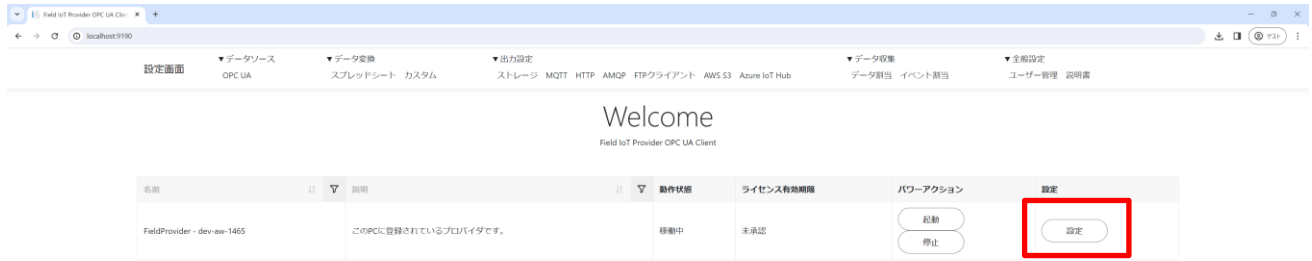 Field IoT Provider OPC UA Clie
localhost:9190
ゲスト
設定画面
▼データソース
OPC UA
▼データ変換
スプレッドシート カスタム
▼出力設定
ストレージ MQTT HTTP AMQP FTPクライアント AWS S3 Azure IoT Hub
▼データ収集
データ割当 イベント割当
▼全般設定
ユーザー管理 説明書
Welcome
Field IoT Provider OPC UA Client
名前 説明 動作状態 ライセンス有効期限 パワーアクション 設定
FieldProvider - dev-aw-1465 このPCに登録されているプロバイダです。 稼働中 未承認 起動 設定
停止